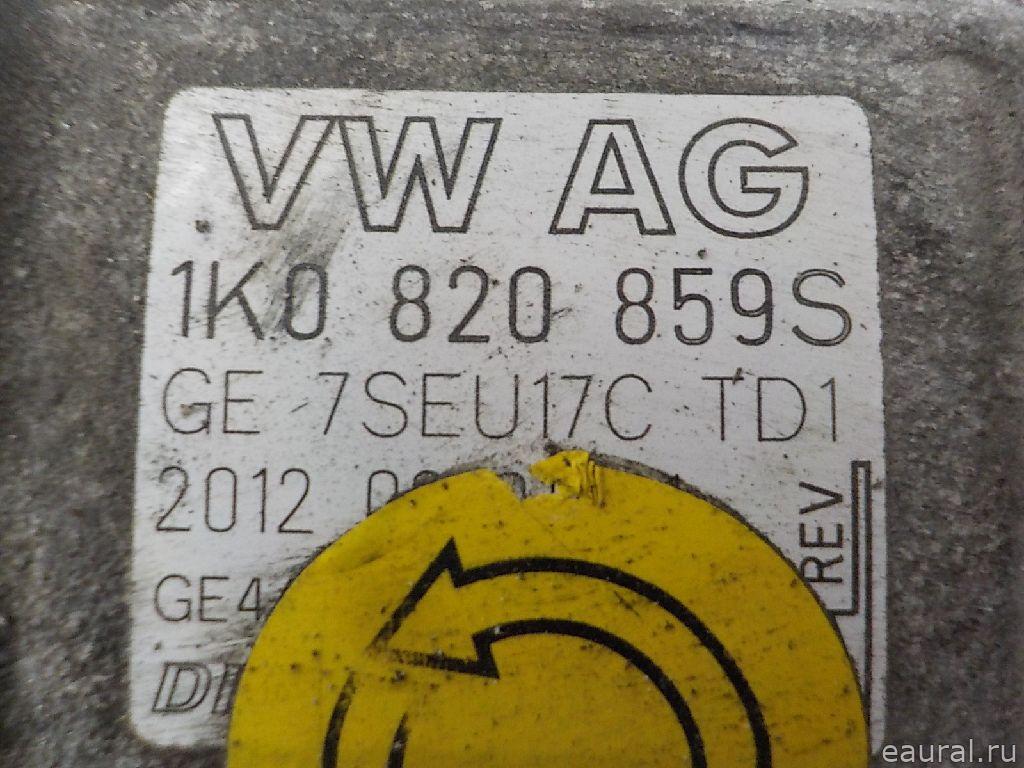 VW AG
1K0 820 859S
GE 7SEU17C TD1
2012
REV
eaural.ru